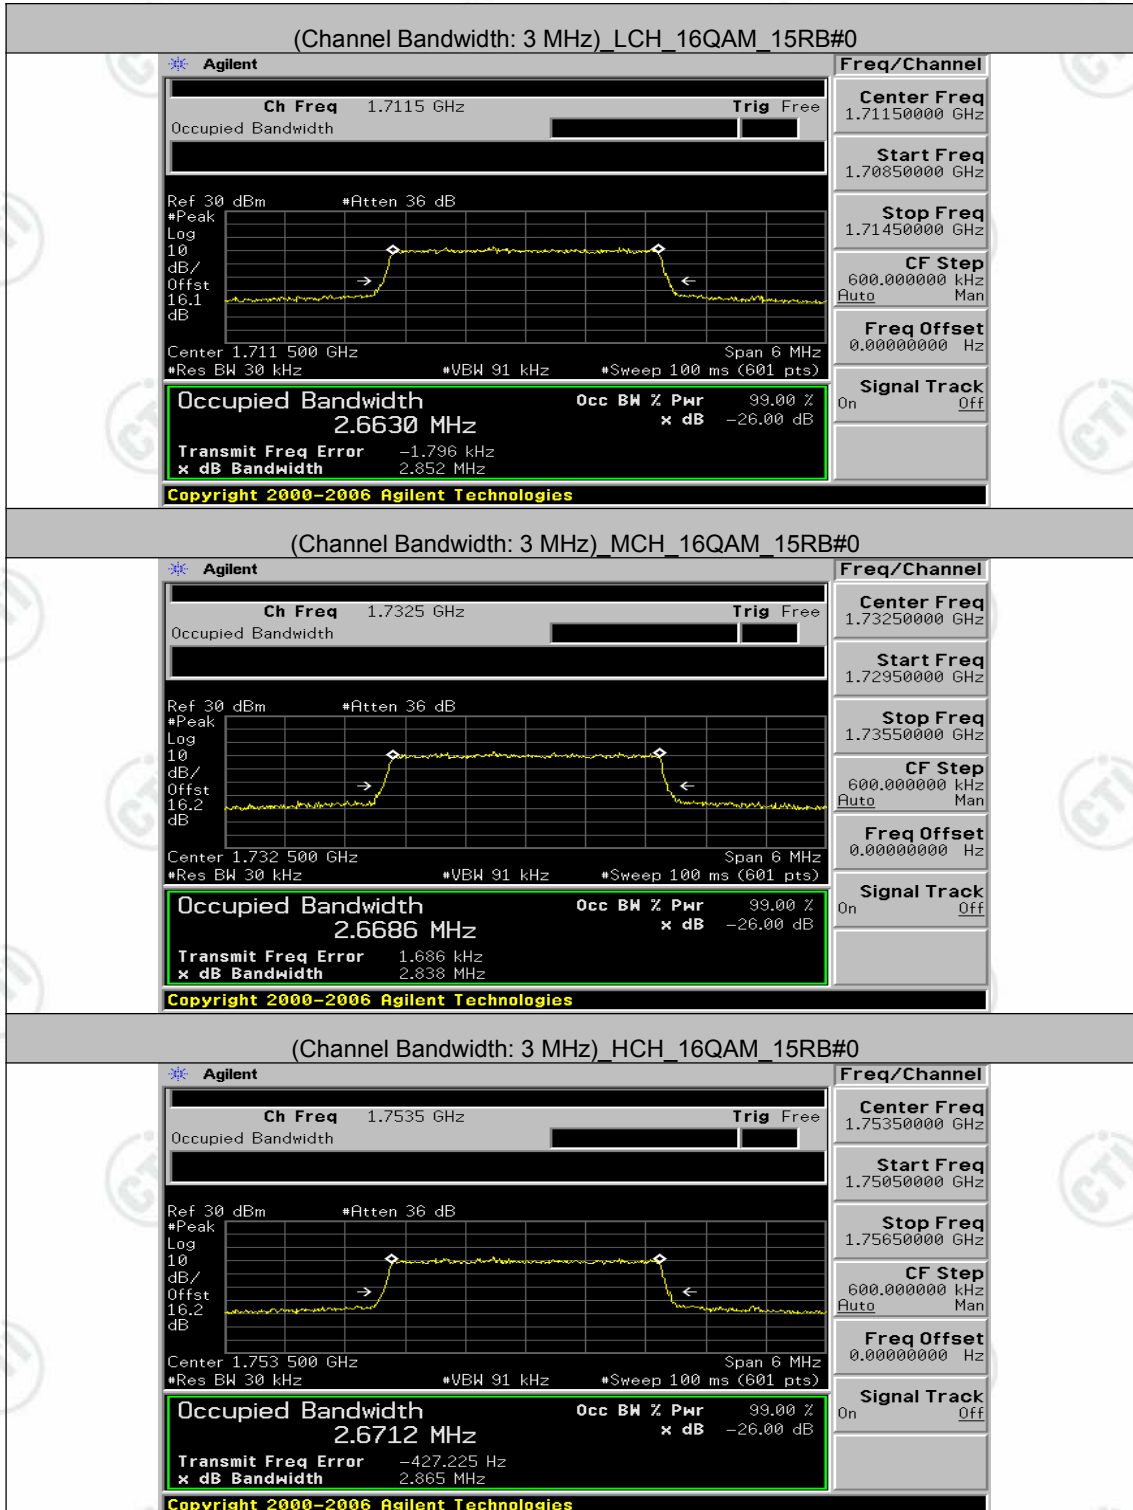 (Channel Bandwidth: 3 MHz)_LCH_16QAM_15RB#0
Agilent
Freq/Channel
Ch Freq 1.7115 GHz Trig Free
Occupied Bandwidth
Center Freq
1.71150000 GHz
Start Freq
1.70850000 GHz
Stop Freq
1.71450000 GHz
CF Step
600.000000 kHz
Auto Man
Freq Offset
0.00000000 Hz
Signal Track
On Off
Ref 30 dBm #Atten 36 dB
#Peak
Log
10
dB/
Offst
16.1
dB
Center 1.711 500 GHz Span 6 MHz
#Res BW 30 kHz #VBW 91 kHz #Sweep 100 ms (601 pts)
Occupied Bandwidth Occ BW % Pwr 99.00 %
2.6630 MHz x dB -26.00 dB
Transmit Freq Error -1.796 kHz
x dB Bandwidth 2.852 MHz
Copyright 2000-2006 Agilent Technologies
(Channel Bandwidth: 3 MHz)_MCH_16QAM_15RB#0
Agilent
Freq/Channel
Ch Freq 1.7325 GHz Trig Free
Occupied Bandwidth
Center Freq
1.73250000 GHz
Start Freq
1.72950000 GHz
Stop Freq
1.73550000 GHz
CF Step
600.000000 kHz
Auto Man
Freq Offset
0.00000000 Hz
Signal Track
On Off
Ref 30 dBm #Atten 36 dB
#Peak
Log
10
dB/
Offst
16.2
dB
Center 1.732 500 GHz Span 6 MHz
#Res BW 30 kHz #VBW 91 kHz #Sweep 100 ms (601 pts)
Occupied Bandwidth Occ BW % Pwr 99.00 %
2.6686 MHz x dB -26.00 dB
Transmit Freq Error 1.686 kHz
x dB Bandwidth 2.838 MHz
Copyright 2000-2006 Agilent Technologies
(Channel Bandwidth: 3 MHz)_HCH_16QAM_15RB#0
Agilent
Freq/Channel
Ch Freq 1.7535 GHz Trig Free
Occupied Bandwidth
Center Freq
1.75350000 GHz
Start Freq
1.75050000 GHz
Stop Freq
1.75650000 GHz
CF Step
600.000000 kHz
Auto Man
Freq Offset
0.00000000 Hz
Signal Track
On Off
Ref 30 dBm #Atten 36 dB
#Peak
Log
10
dB/
Offst
16.2
dB
Center 1.753 500 GHz Span 6 MHz
#Res BW 30 kHz #VBW 91 kHz #Sweep 100 ms (601 pts)
Occupied Bandwidth Occ BW % Pwr 99.00 %
2.6712 MHz x dB -26.00 dB
Transmit Freq Error -427.225 Hz
x dB Bandwidth 2.865 MHz
Copyright 2000-2006 Agilent Technologies
CTI